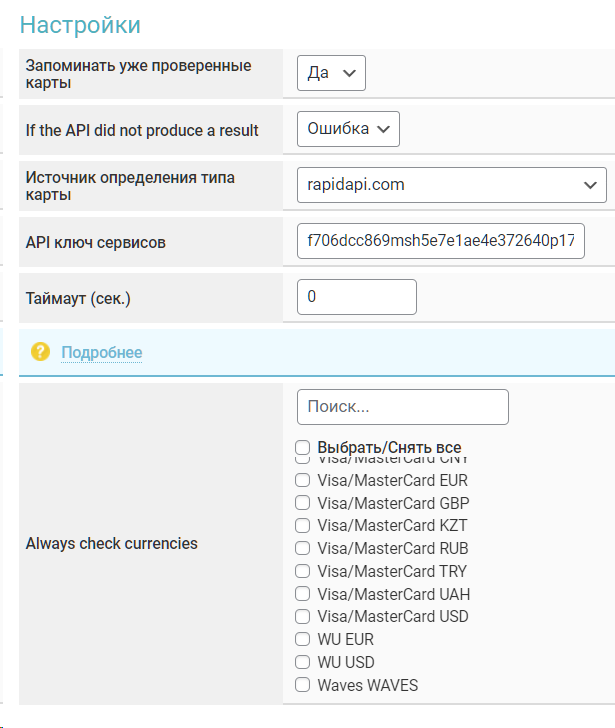 Настройки
Запоминать уже проверенные
карты
Да
If the API did not produce a result
Ошибка
Источник определения типа
карты
rapidapi.com
API ключ сервисов
f706dcc869msh5e7e1ae4e372640p17
Таймаут (сек.)
0
Подробнее
Always check currencies
Поиск...
Выбрать/Снять все
Visa/MasterCard CNY
Visa/MasterCard EUR
Visa/MasterCard GBP
Visa/MasterCard KZT
Visa/MasterCard RUB
Visa/MasterCard TRY
Visa/MasterCard UAH
Visa/MasterCard USD
WU EUR
WU USD
Waves WAVES